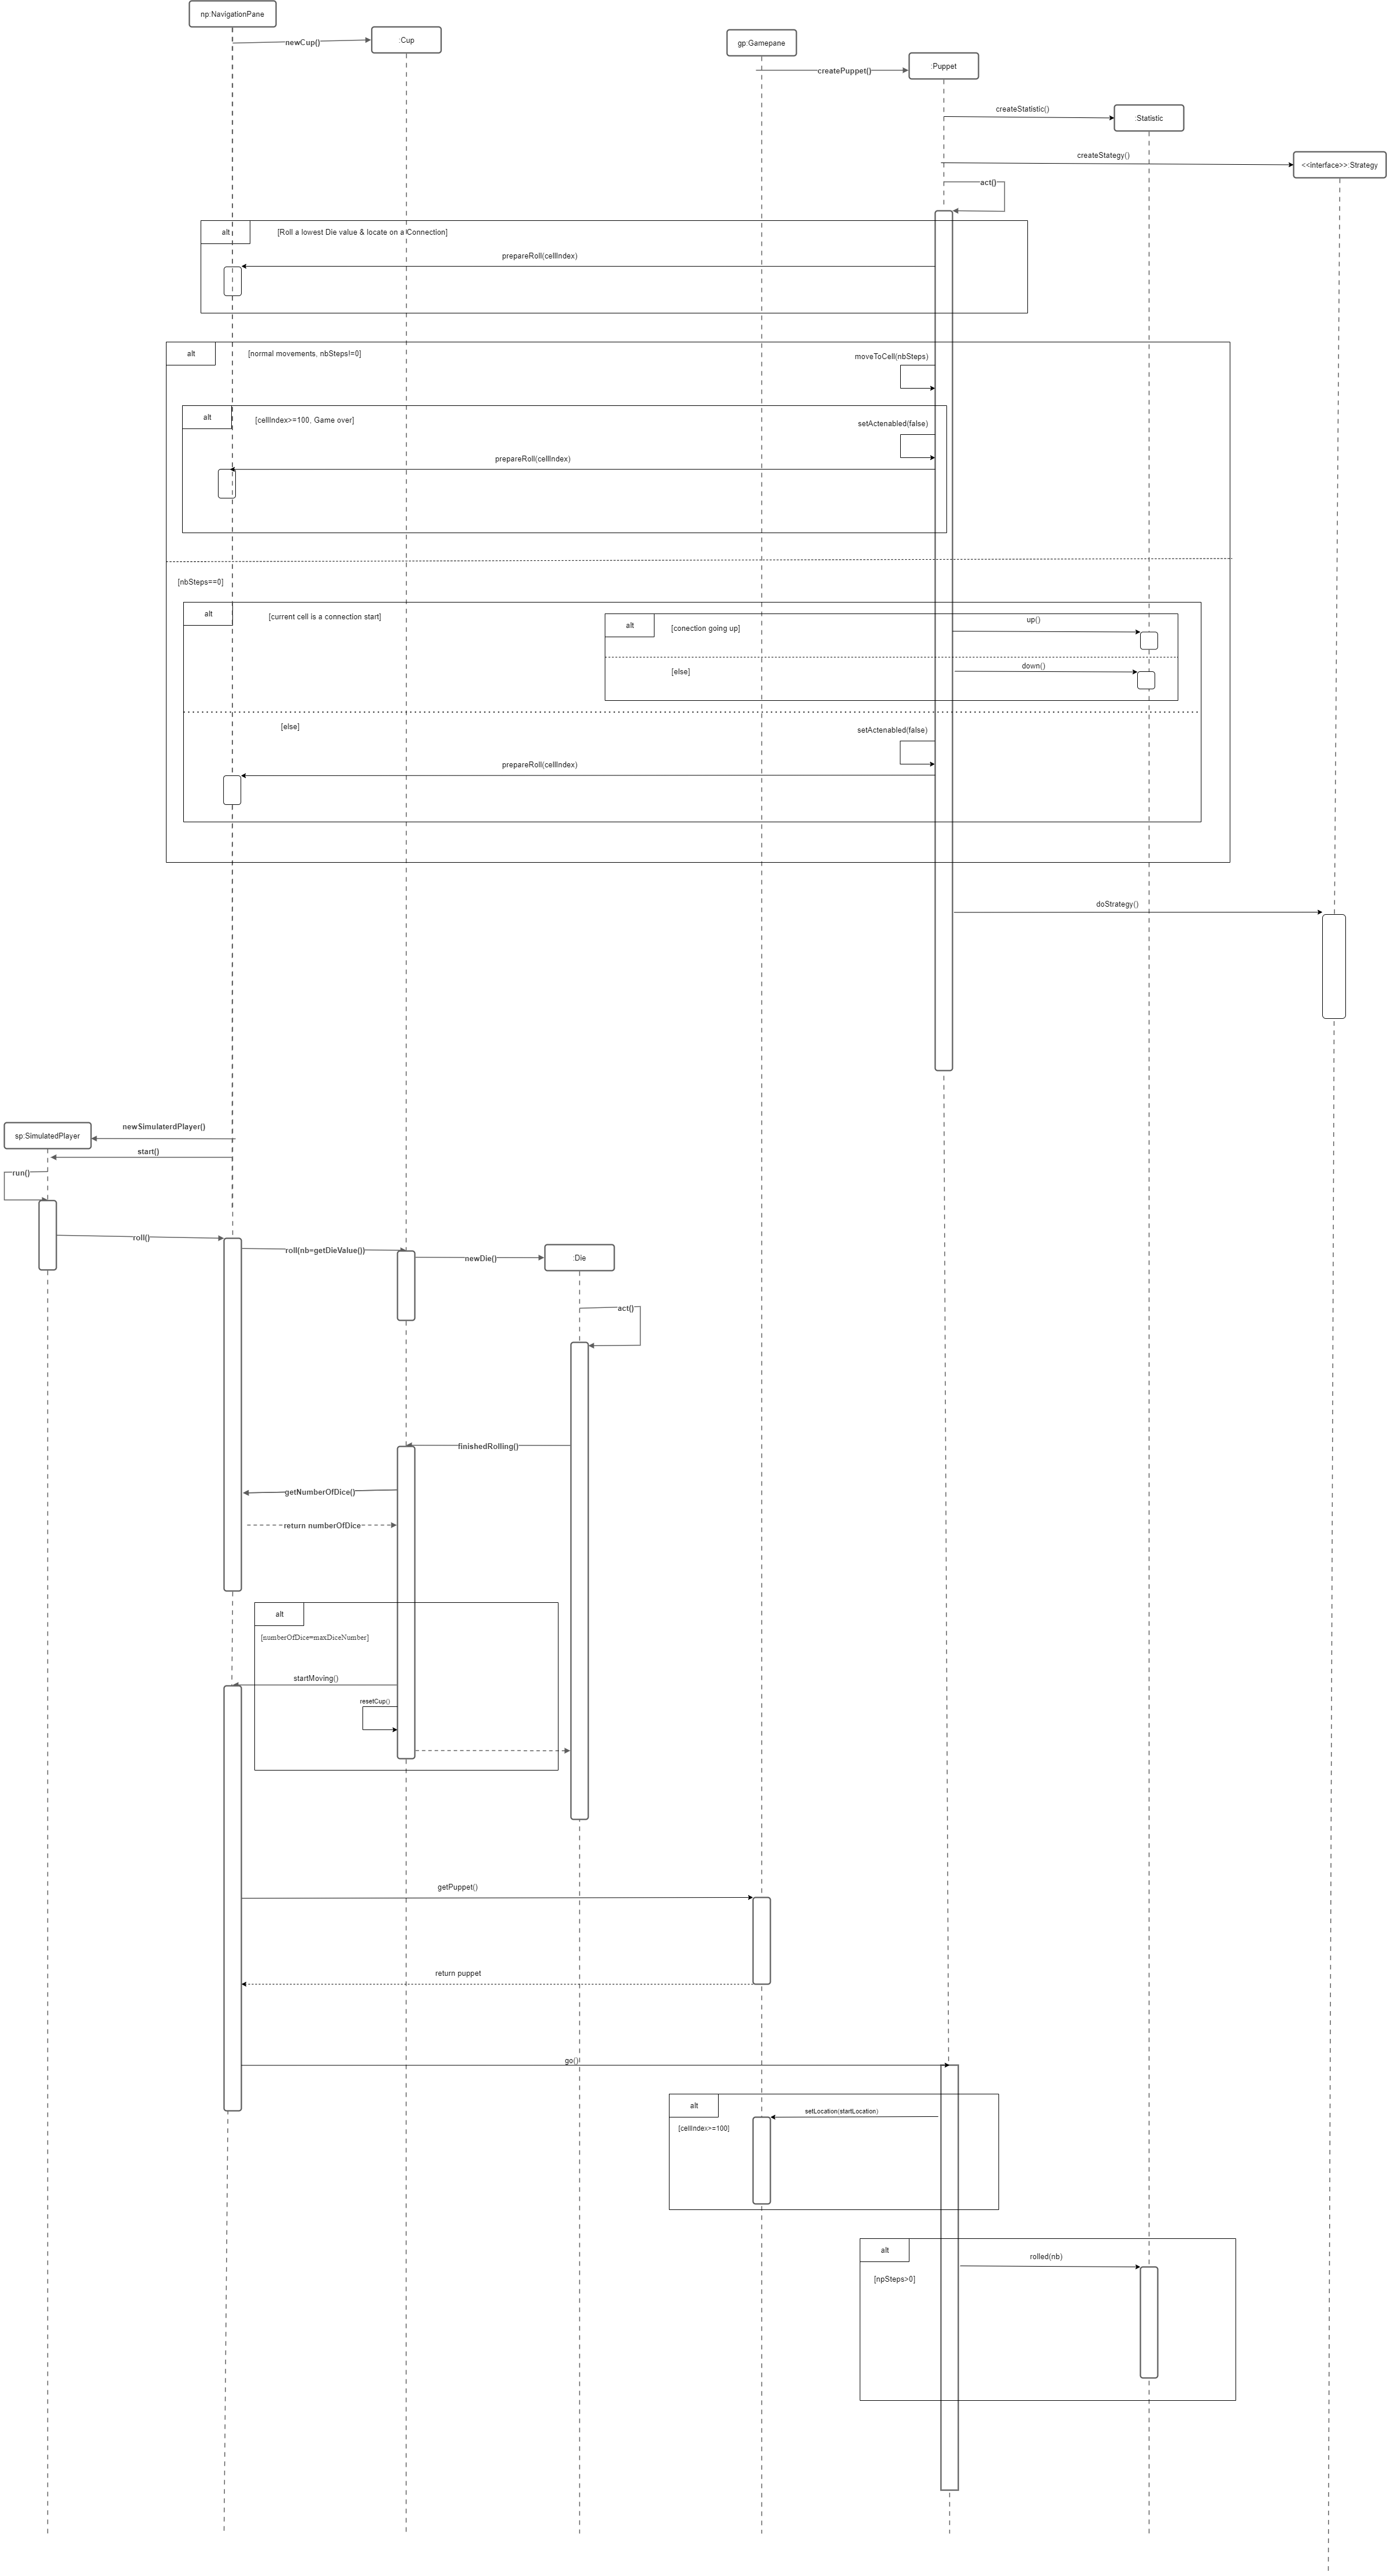 np:NavigationPane
newCup()
:Cup
gp:Gamepane
createPuppet()
:Puppet
createStatistic()
:Statistic
createStategy()
<<interface>>:Strategy
act()
alt
[Roll a lowest Die value & locate on a Connection]
prepareRoll(cellIndex)
alt
[normal movements, nbSteps!=0]
moveToCell(nbSteps)
alt
[cellIndex>=100, Game over]
setActenabled(false)
prepareRoll(cellIndex)
[nbSteps==0]
alt
[current cell is a connection start]
alt
[conection going up]
up()
[else]
down()
[else]
setActenabled(false)
prepareRoll(cellIndex)
doStrategy()
newSimulaterdPlayer()
sp:SimulatedPlayer
start()
run()
roll()
roll(nb=getDieValue())
newDie()
:Die
act()
finishedRolling()
getNumberOfDice()
return numberOfDice
alt
[numberOfDice=maxDiceNumber]
startMoving()
resetCup()
getPuppet()
return puppet
go()
alt
setLocation(startLocation)
[cellIndex>=100]
alt
rolled(nb)
[npSteps>0]